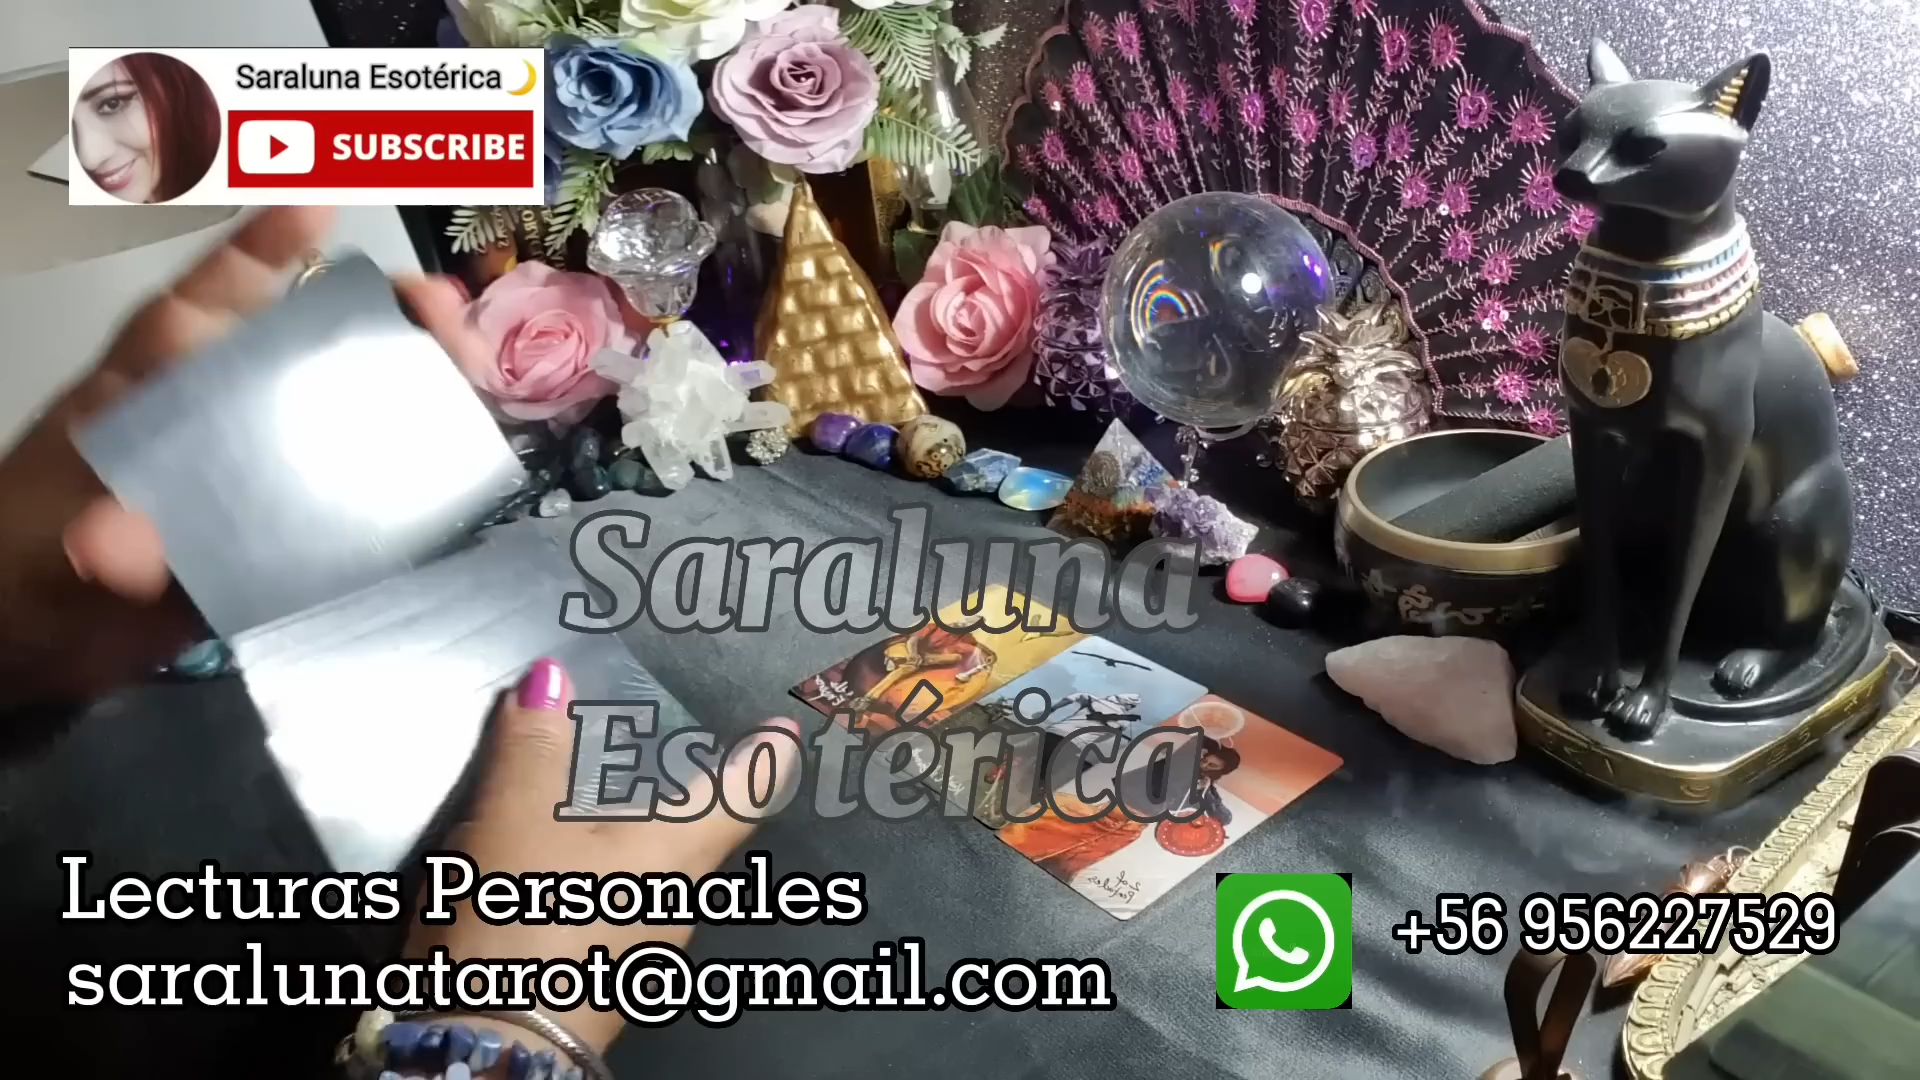 Saraluna Esotérica
SUBSCRIBE
Saraluna
Esotérica
Lecturas Personales
saralunatarot@gmail.com
+56 956227529